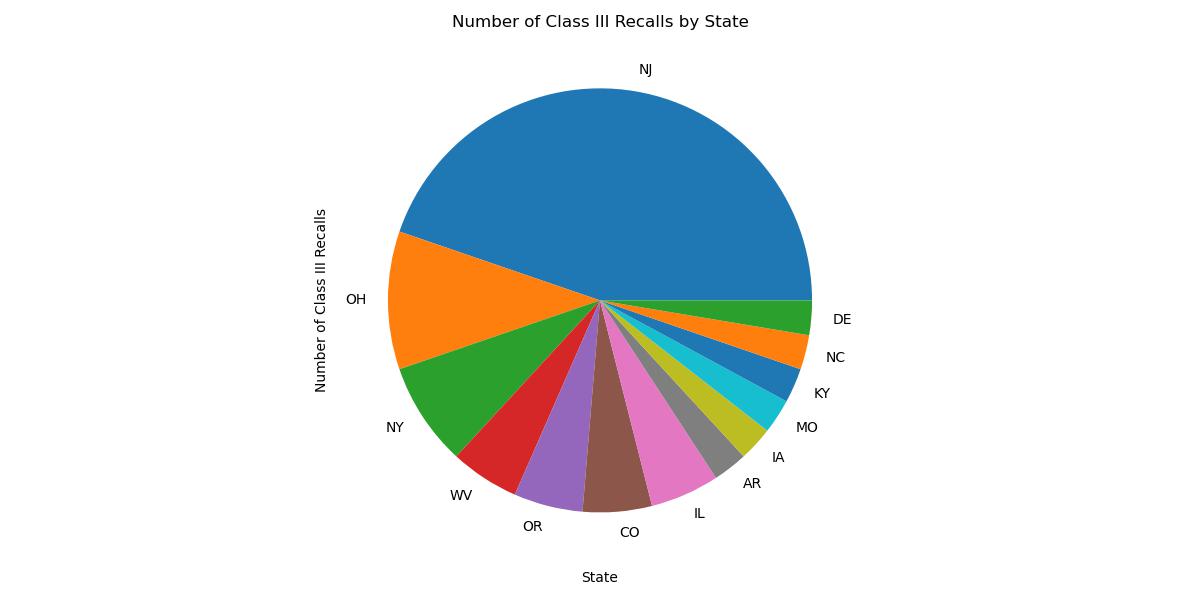 Number of Class III Recalls by State
NJ
OH
NY
WV
OR
CO
IL
AR
IA
MO
KY
NC
DE
Number of Class III Recalls
State